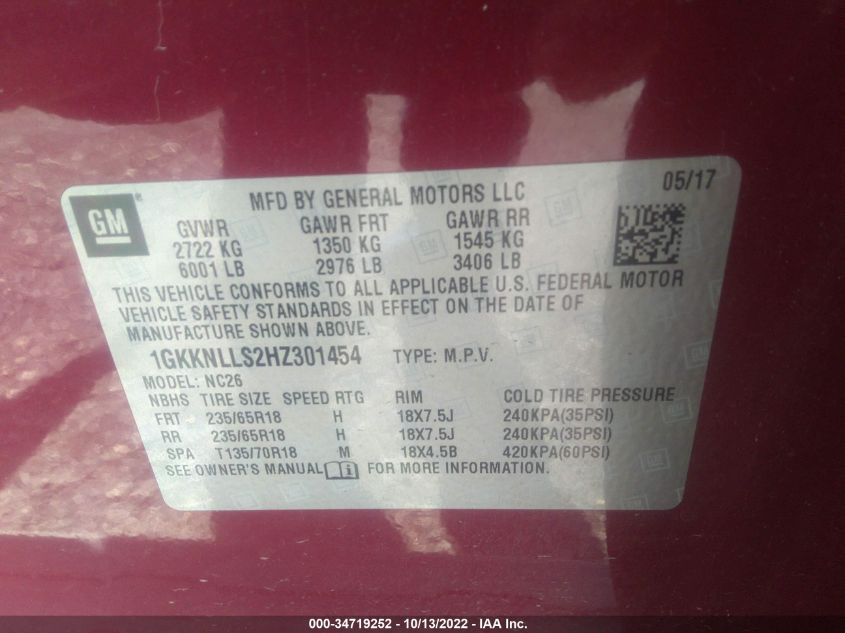 GM
MFD BY GENERAL MOTORS LLC 05/17
GVWR GAWR FRT GAWR RR
2722 KG 1350 KG 1545 KG
6001 LB 2976 LB 3406 LB
THIS VEHICLE CONFORMS TO ALL APPLICABLE U.S. FEDERAL MOTOR
VEHICLE SAFETY STANDARDS IN EFFECT ON THE DATE OF
MANUFACTURE SHOWN ABOVE.
1GKKNLLS2HZ301454 TYPE: M.P.V.
MODEL: NC26
NBHS TIRE SIZE SPEED RTG RIM COLD TIRE PRESSURE
FRT 235/65R18 H 18X7.5J 240KPA(35PSI)
RR 235/65R18 H 18X7.5J 240KPA(35PSI)
SPA T135/70R18 M 18X4.5B 420KPA(60PSI)
SEE OWNER'S MANUAL FOR MORE INFORMATION.
000-34719252 - 10/13/2022 - IAA Inc.